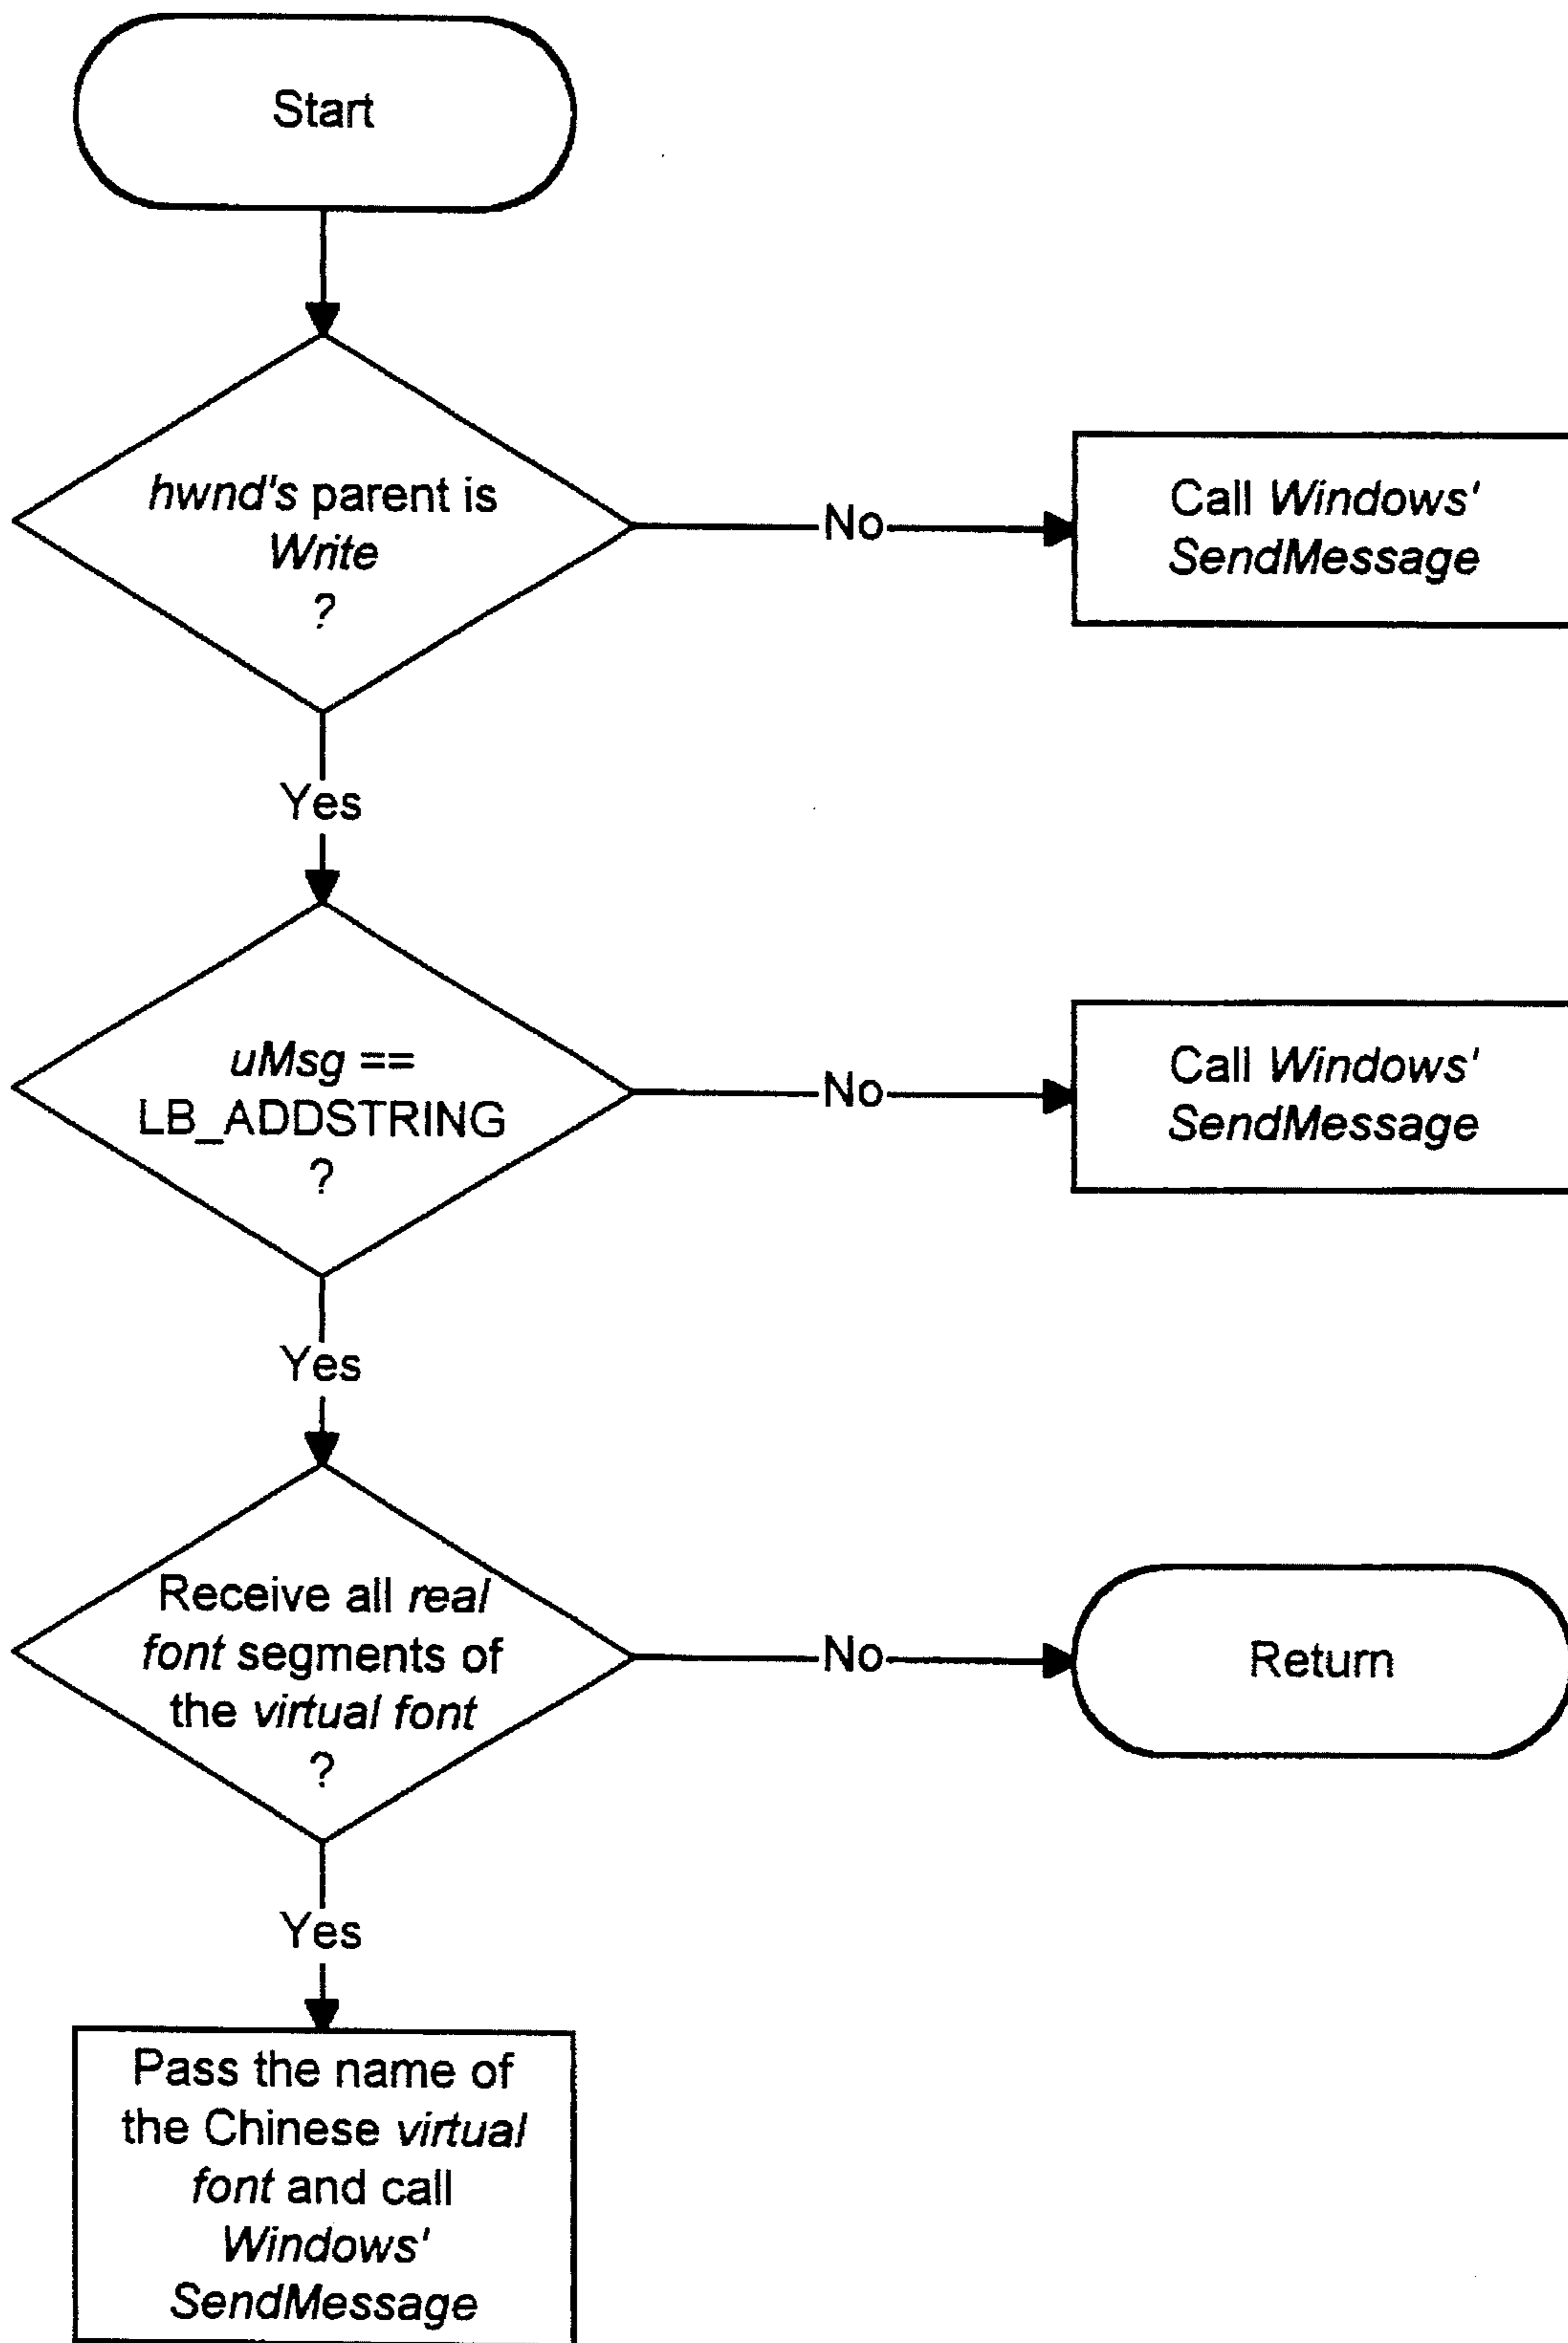 Start
hwnd's parent is
Write
?
No
Call Windows'
SendMessage
Yes
uMsg ==
LB_ADDSTRING
?
No
Call Windows'
SendMessage
Yes
Receive all real
font segments of
the virtual font
?
No
Return
Yes
Pass the name of
the Chinese virtual
font and call
Windows'
SendMessage